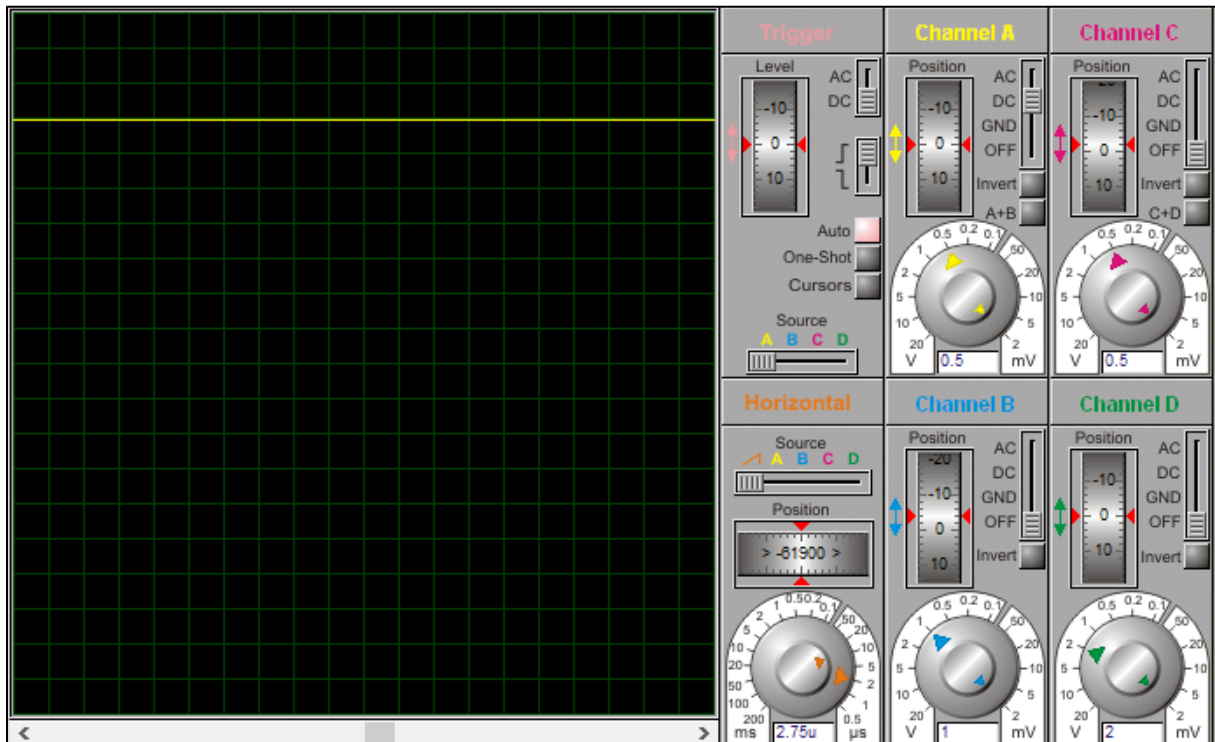 Trigger
Level
AC
DC
-10
0
10
Auto
One-Shot
Cursors
Source
A B C D
Channel A
Position
AC
DC
GND
OFF
-10
0
10
Invert
A+B
20 10 5 2 1 0.5 0.2 0.1 50 20 10 5 2
V 0.5 mV
Channel C
Position
AC
DC
GND
OFF
-20
-10
0
10
Invert
C+D
20 10 5 2 1 0.5 0.2 0.1 50 20 10 5 2
V 0.5 mV
Horizontal
Source
A B C D
Position
> -61900 >
200 100 50 20 10 5 2 1 0.5 0.2 0.1 50 20 10 5 2 1 0.5
ms 2.75u µs
Channel B
Position
AC
DC
GND
OFF
-20
-10
0
10
Invert
20 10 5 2 1 0.5 0.2 0.1 50 20 10 5 2
V 1 mV
Channel D
Position
AC
DC
GND
OFF
-10
0
10
Invert
20 10 5 2 1 0.5 0.2 0.1 50 20 10 5 2
V 2 mV